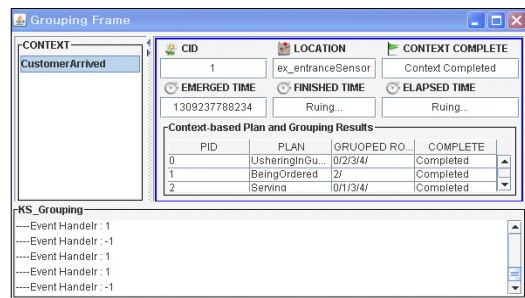 Grouping Frame
CONTEXT
CustomerArrived
CID LOCATION CONTEXT COMPLETE
1 ex_entranceSensor Context Completed
EMERGED TIME FINISHED TIME ELAPSED TIME
1309237788234 Ruing... Ruing...
Context-based Plan and Grouping Results
PID PLAN GRUOPED RO... COMPLETE
0 UsheringInGu... 0/2/3/4/ Completed
1 BeingOrdered 2/ Completed
2 Serving 0/1/3/4/ Completed
KS_Grouping
----Event Handelr : 1
----Event Handelr : -1
----Event Handelr : 1
----Event Handelr : 1
----Event Handelr : -1